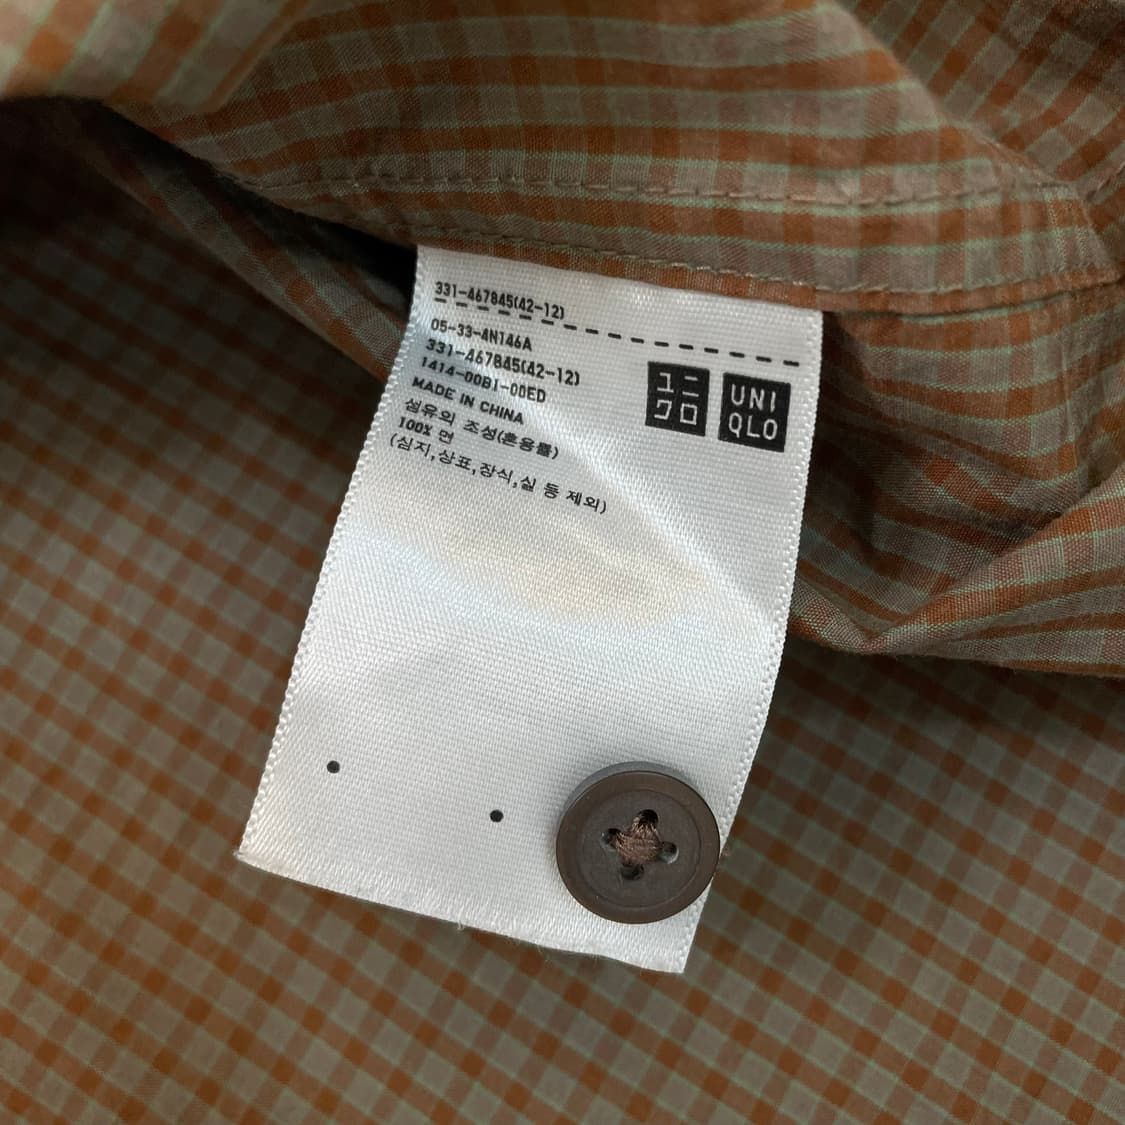 331-467845(42-12)
05-33-4N146A
331-467845(42-12)
1414-00B1-00ED
MADE IN CHINA
섬유의 조성(혼용률)
100% 면
(심지,상표,장식,실 등 제외)
ユニ
クロ
UNI
QLO